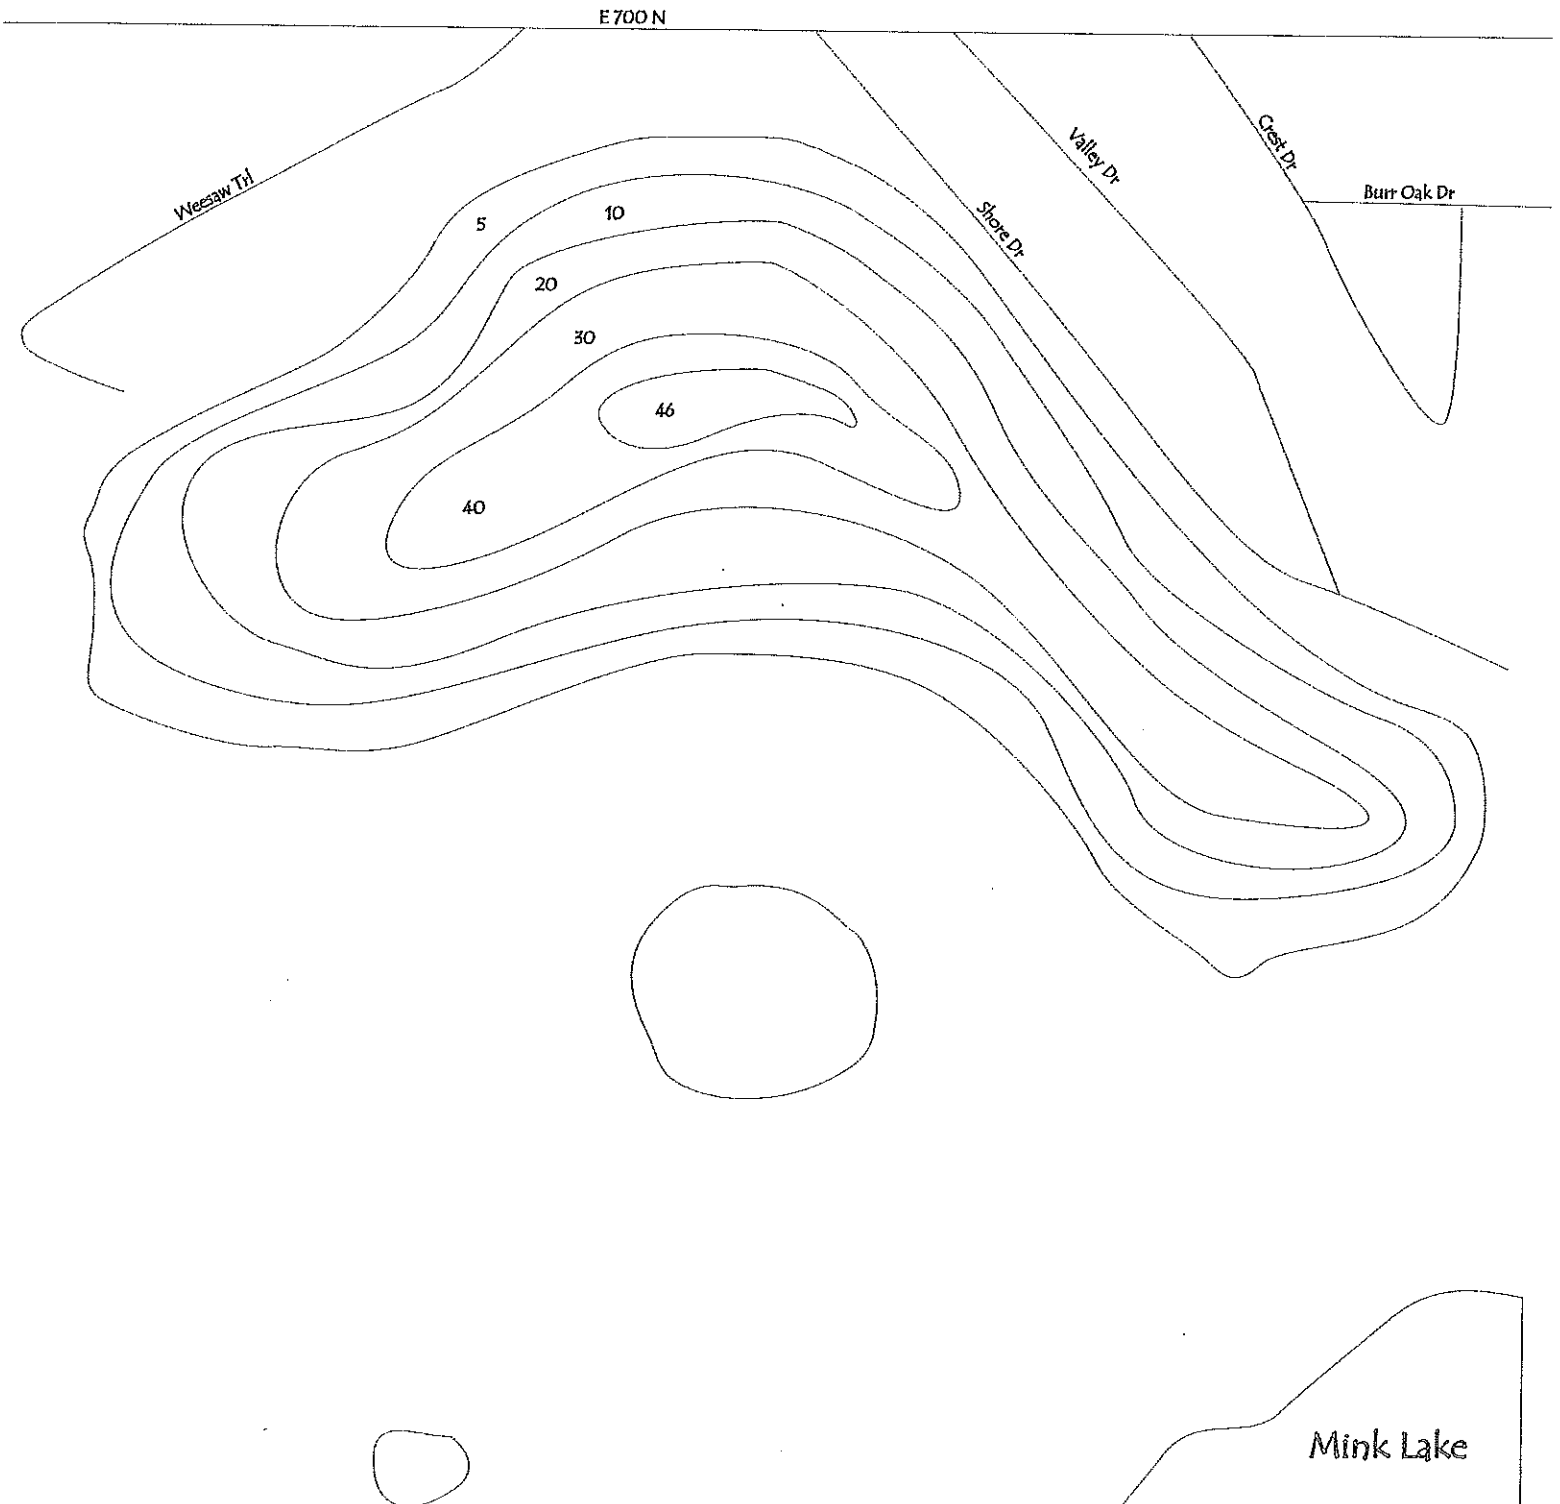 E 700 N
Weesaw Trl
Valley Dr
Crest Dr
Burr Oak Dr
Shore Dr
5
10
20
30
46
40
Mink Lake